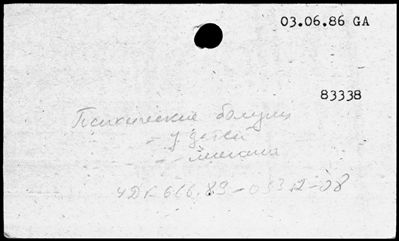 03.06.86 GA
83338
Психические болезни
- у детей
- лечение
УДК 616.89-053.2-08